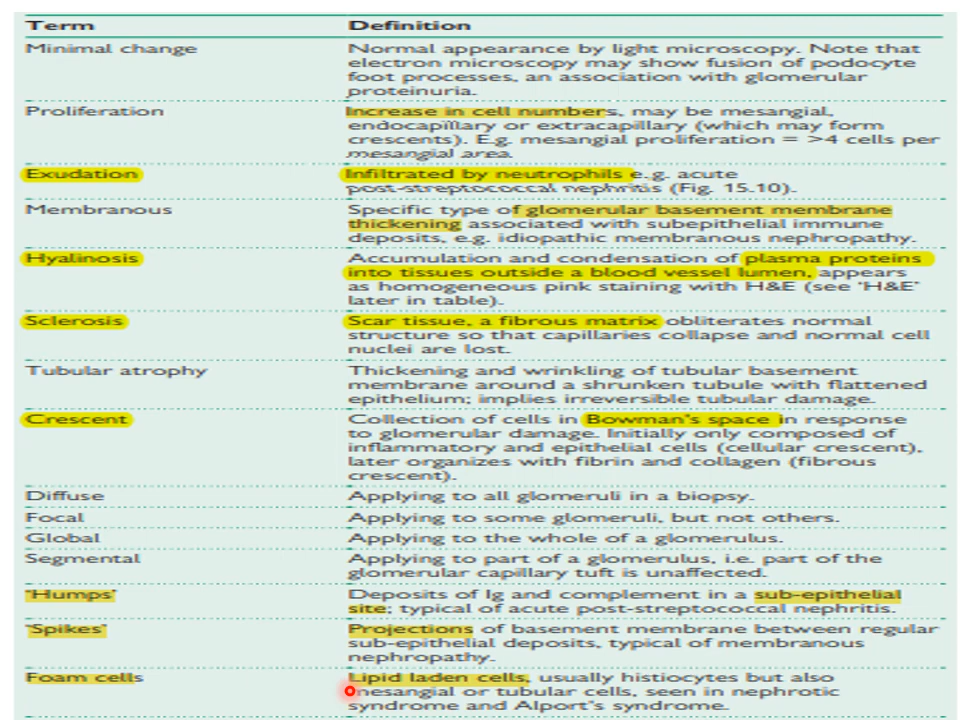 Term Definition
Minimal change Normal appearance by light microscopy. Note that
electron microscopy may show fusion of podocyte
foot processes, an association with glomerular
proteinuria.
Proliferation Increase in cell numbers, may be mesangial,
endocapillary or extracapillary (which may form
crescents). E.g. mesangial proliferation = >4 cells per
mesangial area.
Exudation Infiltrated by neutrophils e.g. acute
post-streptococcal nephritis (Fig. 15.10).
Membranous Specific type of glomerular basement membrane
thickening associated with subepithelial immune
deposits, e.g. idiopathic membranous nephropathy.
Hyalinosis Accumulation and condensation of plasma proteins
into tissues outside a blood vessel lumen, appears
as homogeneous pink staining with H&E (see 'H&E'
later in table).
Sclerosis Scar tissue, a fibrous matrix obliterates normal
structure so that capillaries collapse and normal cell
nuclei are lost.
Tubular atrophy Thickening and wrinkling of tubular basement
membrane around a shrunken tubule with flattened
epithelium; implies irreversible tubular damage.
Crescent Collection of cells in Bowman's space in response
to glomerular damage. Initially only composed of
inflammatory and epithelial cells (cellular crescent),
later organizes with fibrin and collagen (fibrous
crescent).
Diffuse Applying to all glomeruli in a biopsy.
Focal Applying to some glomeruli, but not others.
Global Applying to the whole of a glomerulus.
Segmental Applying to part of a glomerulus, i.e. part of the
glomerular capillary tuft is unaffected.
'Humps' Deposits of Ig and complement in a sub-epithelial
site; typical of acute post-streptococcal nephritis.
'Spikes' Projections of basement membrane between regular
sub-epithelial deposits, typical of membranous
nephropathy.
Foam cells Lipid laden cells, usually histiocytes but also
mesangial or tubular cells, seen in nephrotic
syndrome and Alport's syndrome.